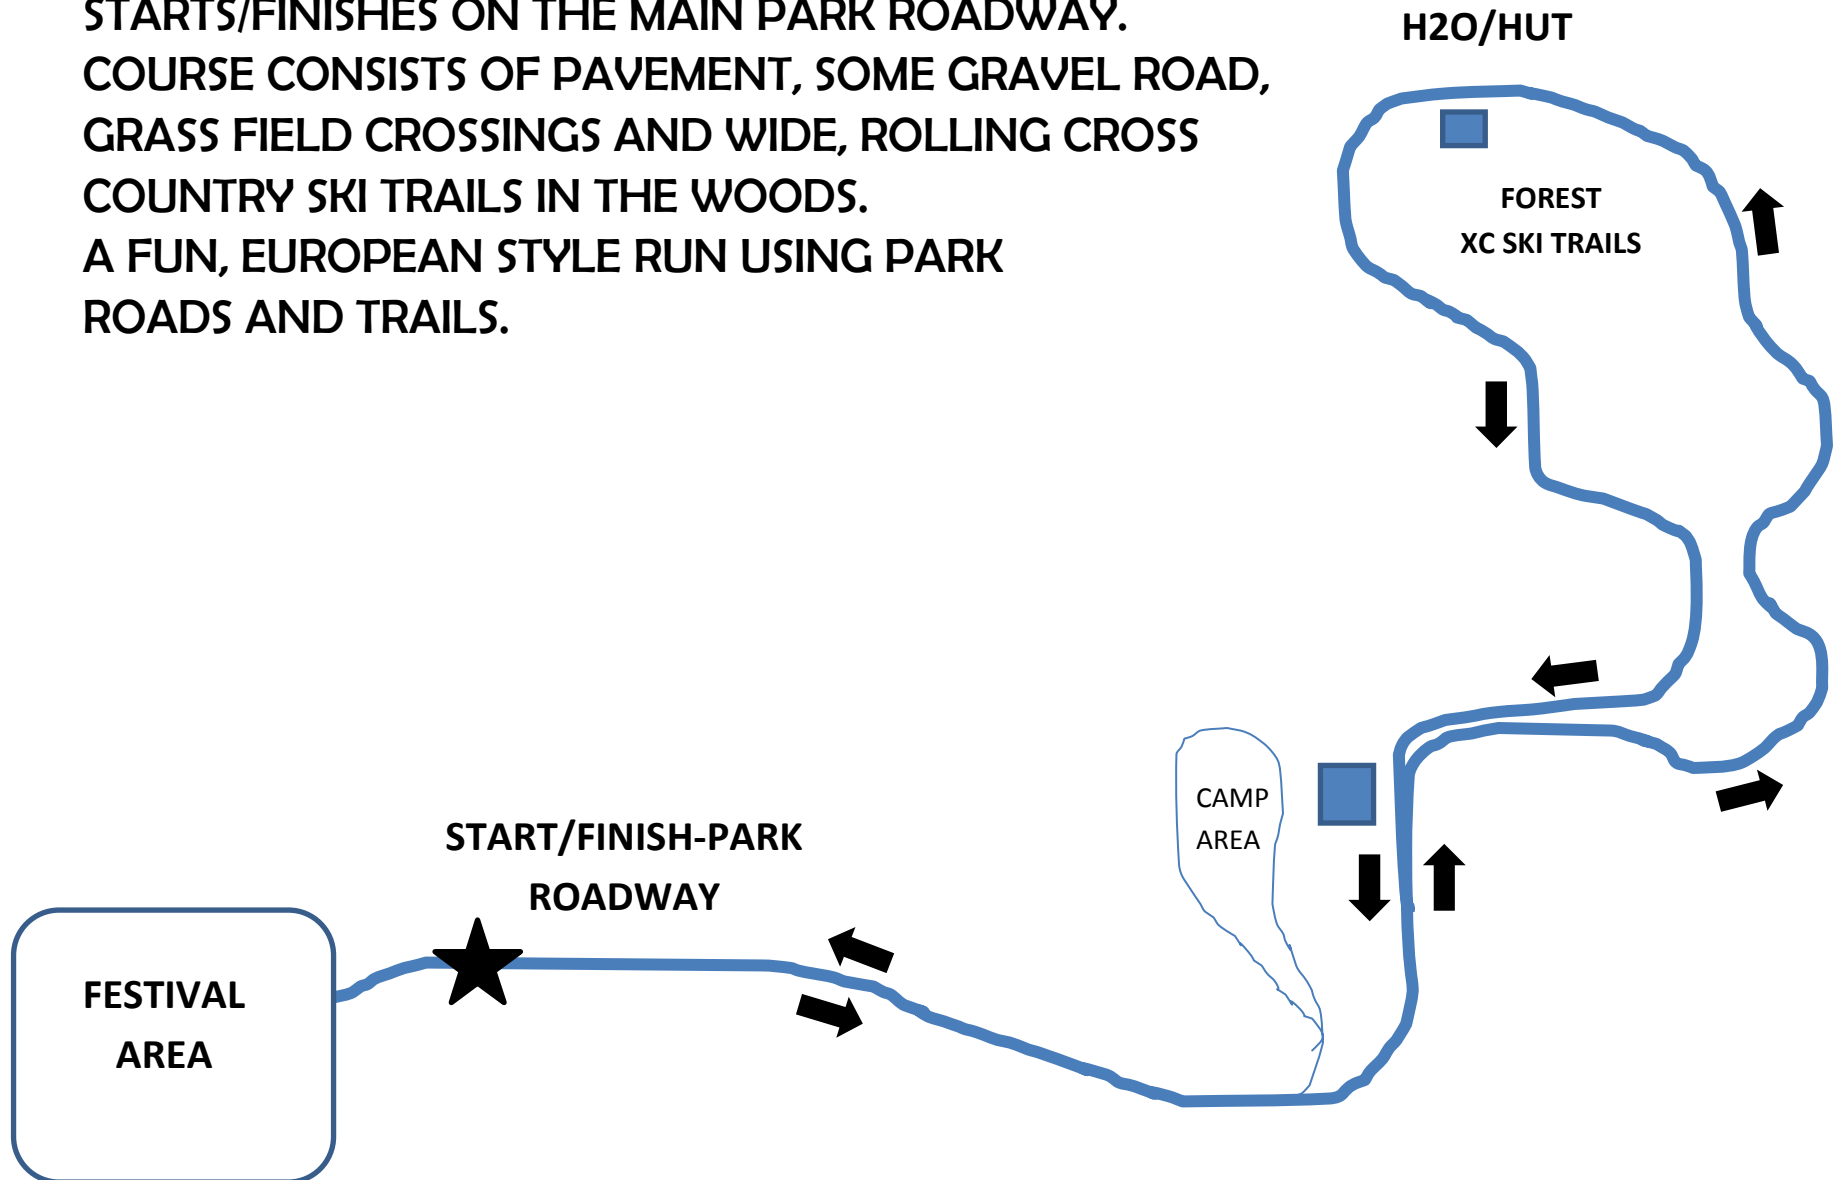 STARTS/FINISHES ON THE MAIN PARK ROADWAY.
COURSE CONSISTS OF PAVEMENT, SOME GRAVEL ROAD,
GRASS FIELD CROSSINGS AND WIDE, ROLLING CROSS
COUNTRY SKI TRAILS IN THE WOODS.
A FUN, EUROPEAN STYLE RUN USING PARK
ROADS AND TRAILS.
H2O/HUT
FOREST
XC SKI TRAILS
CAMP
AREA
START/FINISH-PARK
ROADWAY
FESTIVAL
AREA